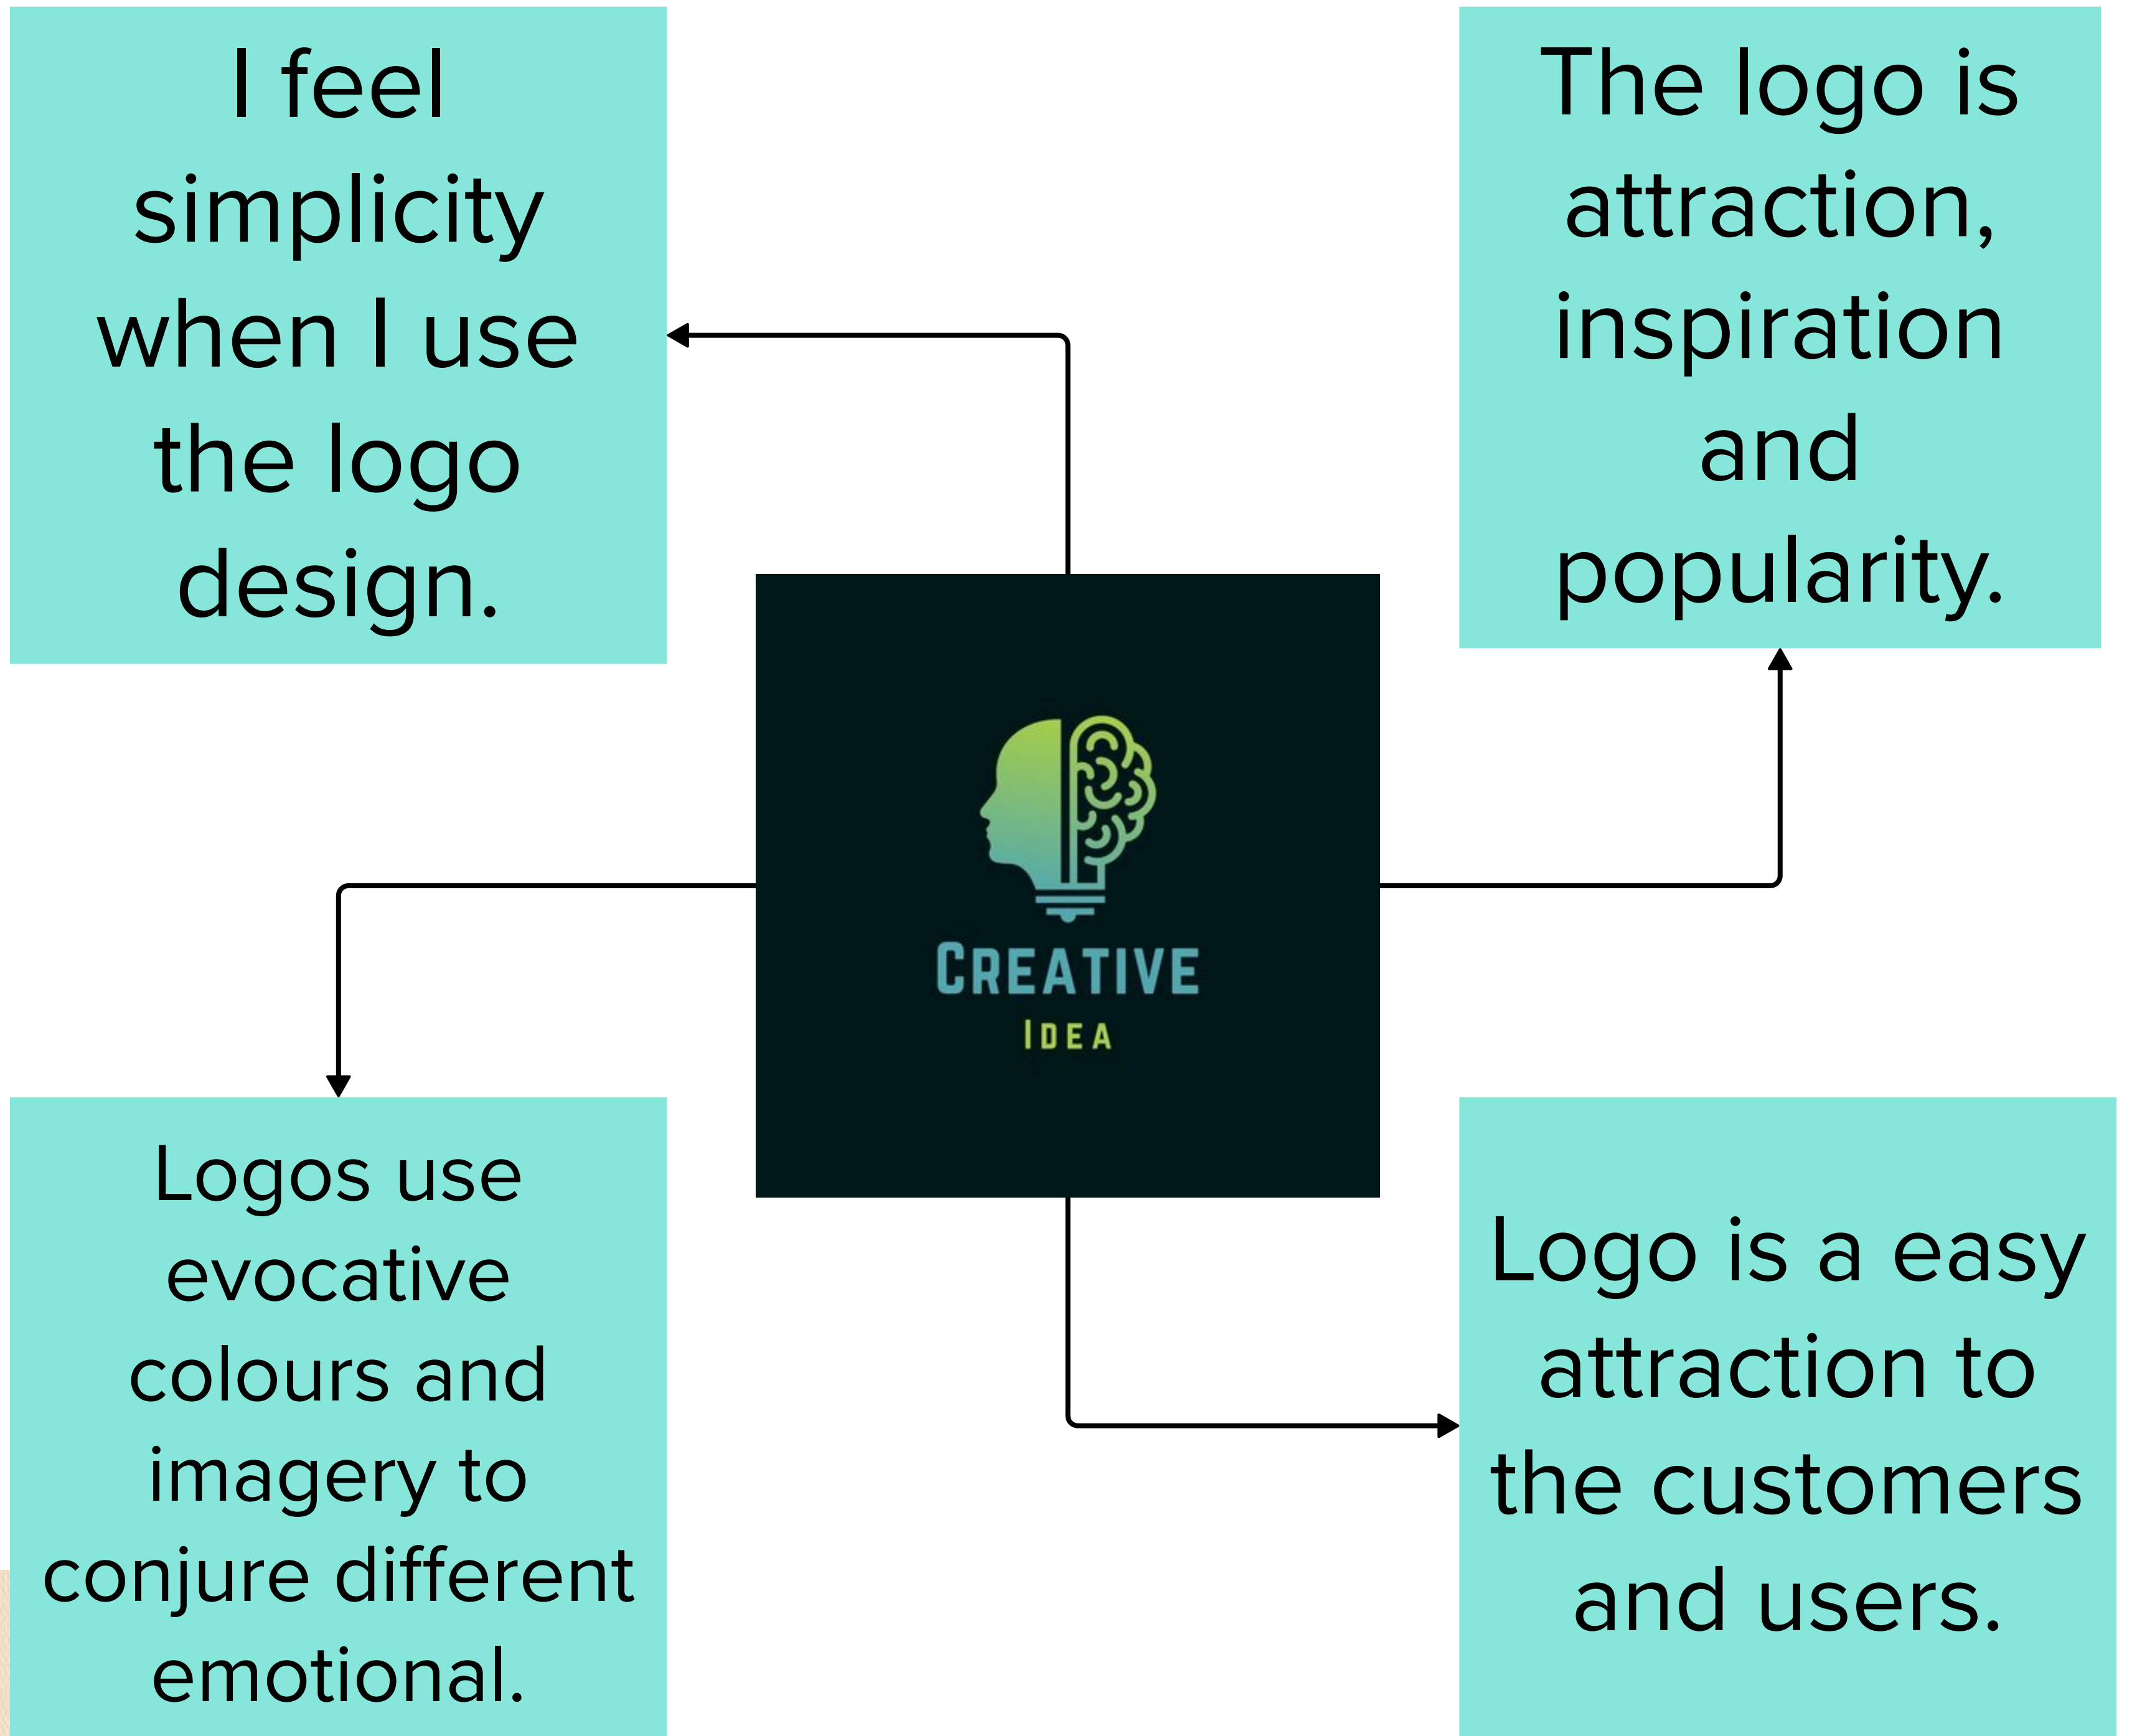 I feel
simplicity
when I use
the logo
design.
The logo is
attraction,
inspiration
and
popularity.
CREATIVE
IDEA
Logos use
evocative
colours and
imagery to
conjure different
emotional.
Logo is a easy
attraction to
the customers
and users.